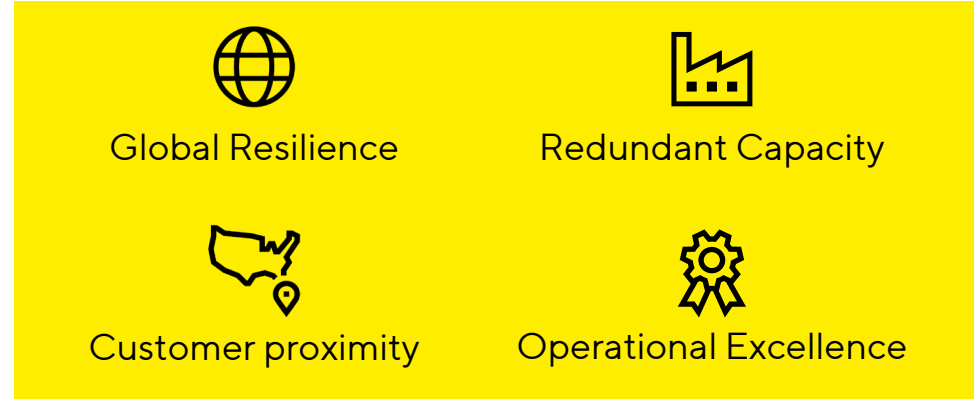 Global Resilience
Redundant Capacity
Customer proximity
Operational Excellence